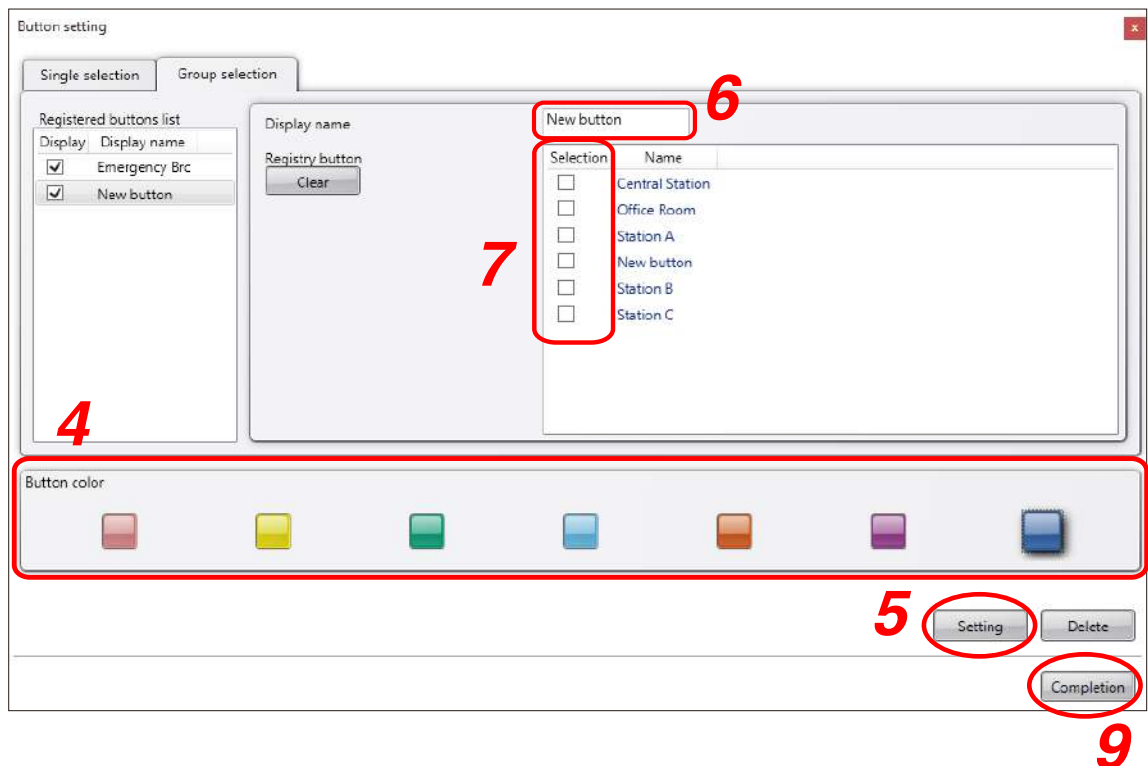 Button setting
x
Single selection
Group selection
Registered buttons list
Display Display name
Emergency Brc
New button
Display name
New button
6
Registry button
Clear
Selection Name
Central Station
Office Room
Station A
New button
Station B
Station C
7
4
Button color
5
Setting
Delete
Completion
9